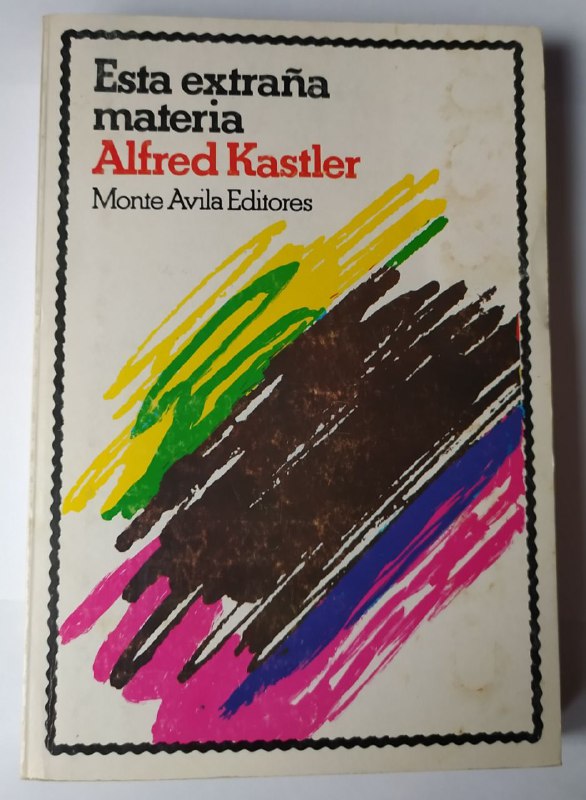 Esta extraña
materia
Alfred Kastler
Monte Avila Editores